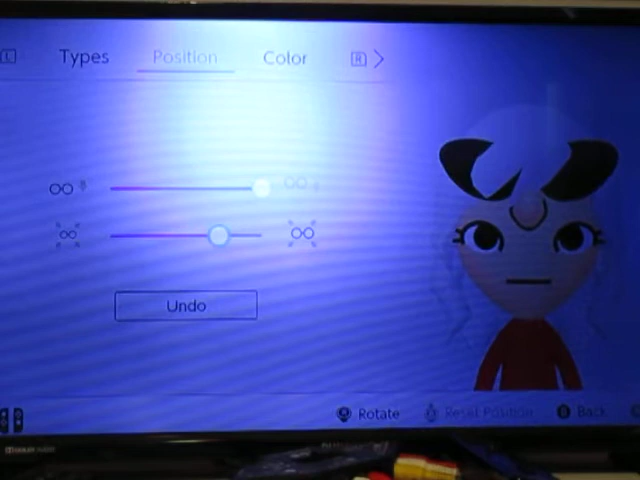 L Types Position Color R
Undo
Rotate Reset Position Back